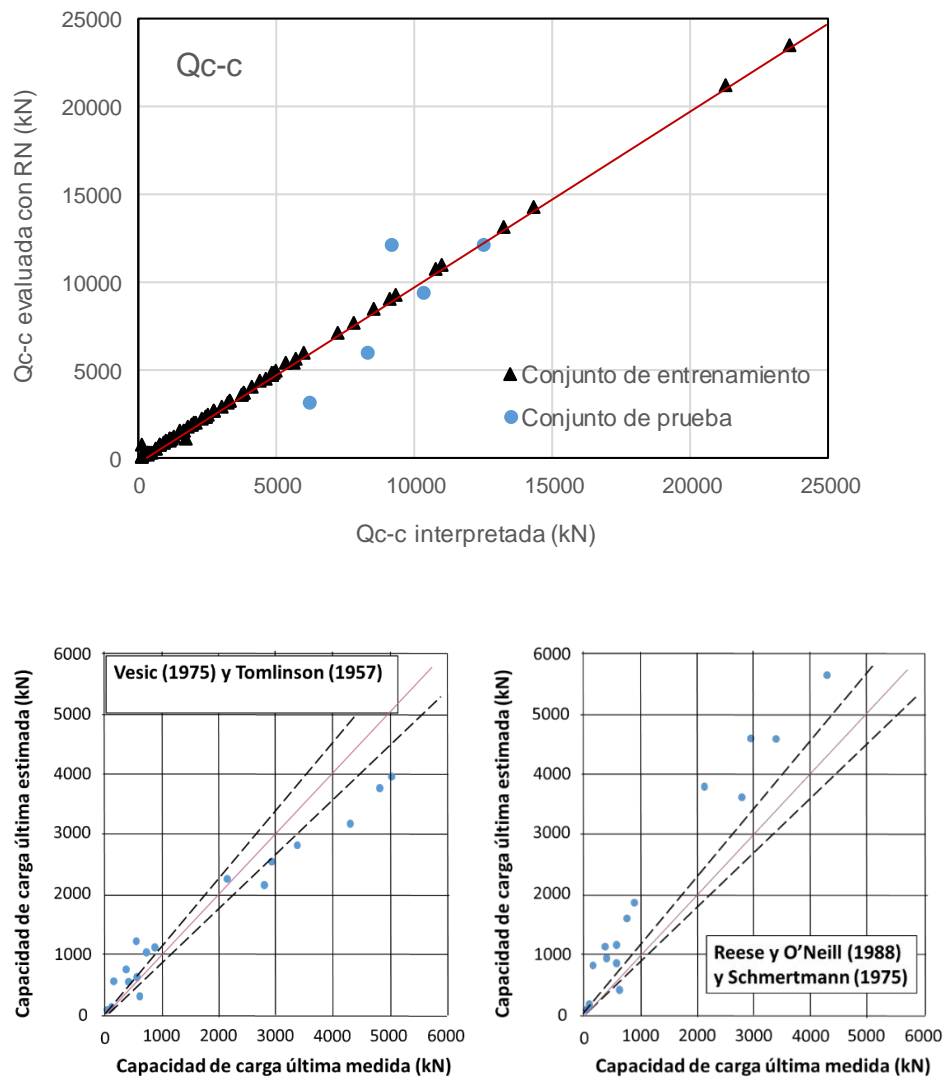 25000
20000
15000
10000
5000
0
Qc-c evaluada con RN (kN)
Qc-c
Conjunto de entrenamiento
Conjunto de prueba
0 5000 10000 15000 20000 25000
Qc-c interpretada (kN)
6000
5000
4000
3000
2000
1000
0
Capacidad de carga última estimada (kN)
Vesic (1975) y Tomlinson (1957)
0 1000 2000 3000 4000 5000 6000
Capacidad de carga última medida (kN)
6000
5000
4000
3000
2000
1000
0
Capacidad de carga última estimada (kN)
Reese y O’Neill (1988)
y Schmertmann (1975)
0 1000 2000 3000 4000 5000 6000
Capacidad de carga última medida (kN)